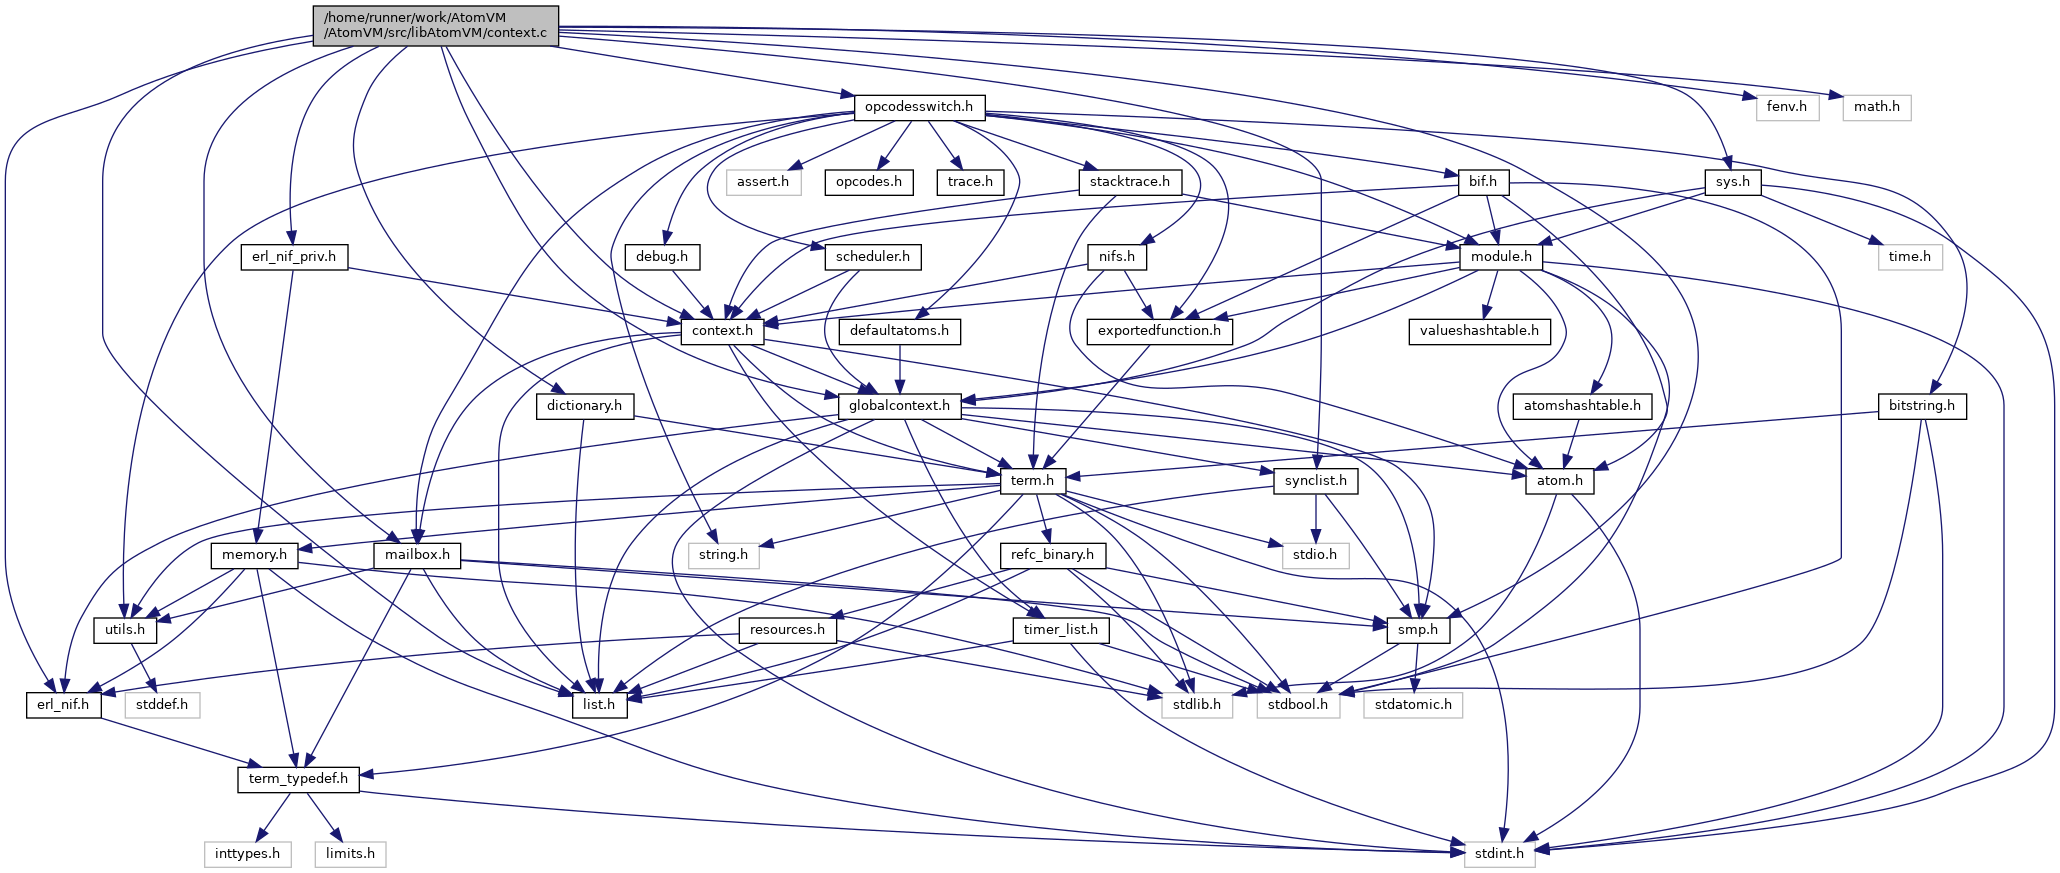 /home/runner/work/AtomVM
/AtomVM/src/libAtomVM/context.c
opcodesswitch.h
fenv.h
math.h
assert.h
opcodes.h
trace.h
stacktrace.h
bif.h
sys.h
erl_nif_priv.h
debug.h
scheduler.h
nifs.h
module.h
time.h
context.h
defaultatoms.h
exportedfunction.h
valueshashtable.h
dictionary.h
globalcontext.h
atomshashtable.h
bitstring.h
term.h
synclist.h
atom.h
memory.h
mailbox.h
string.h
refc_binary.h
stdio.h
utils.h
resources.h
timer_list.h
smp.h
erl_nif.h
stddef.h
list.h
stdlib.h
stdbool.h
stdatomic.h
term_typedef.h
inttypes.h
limits.h
stdint.h